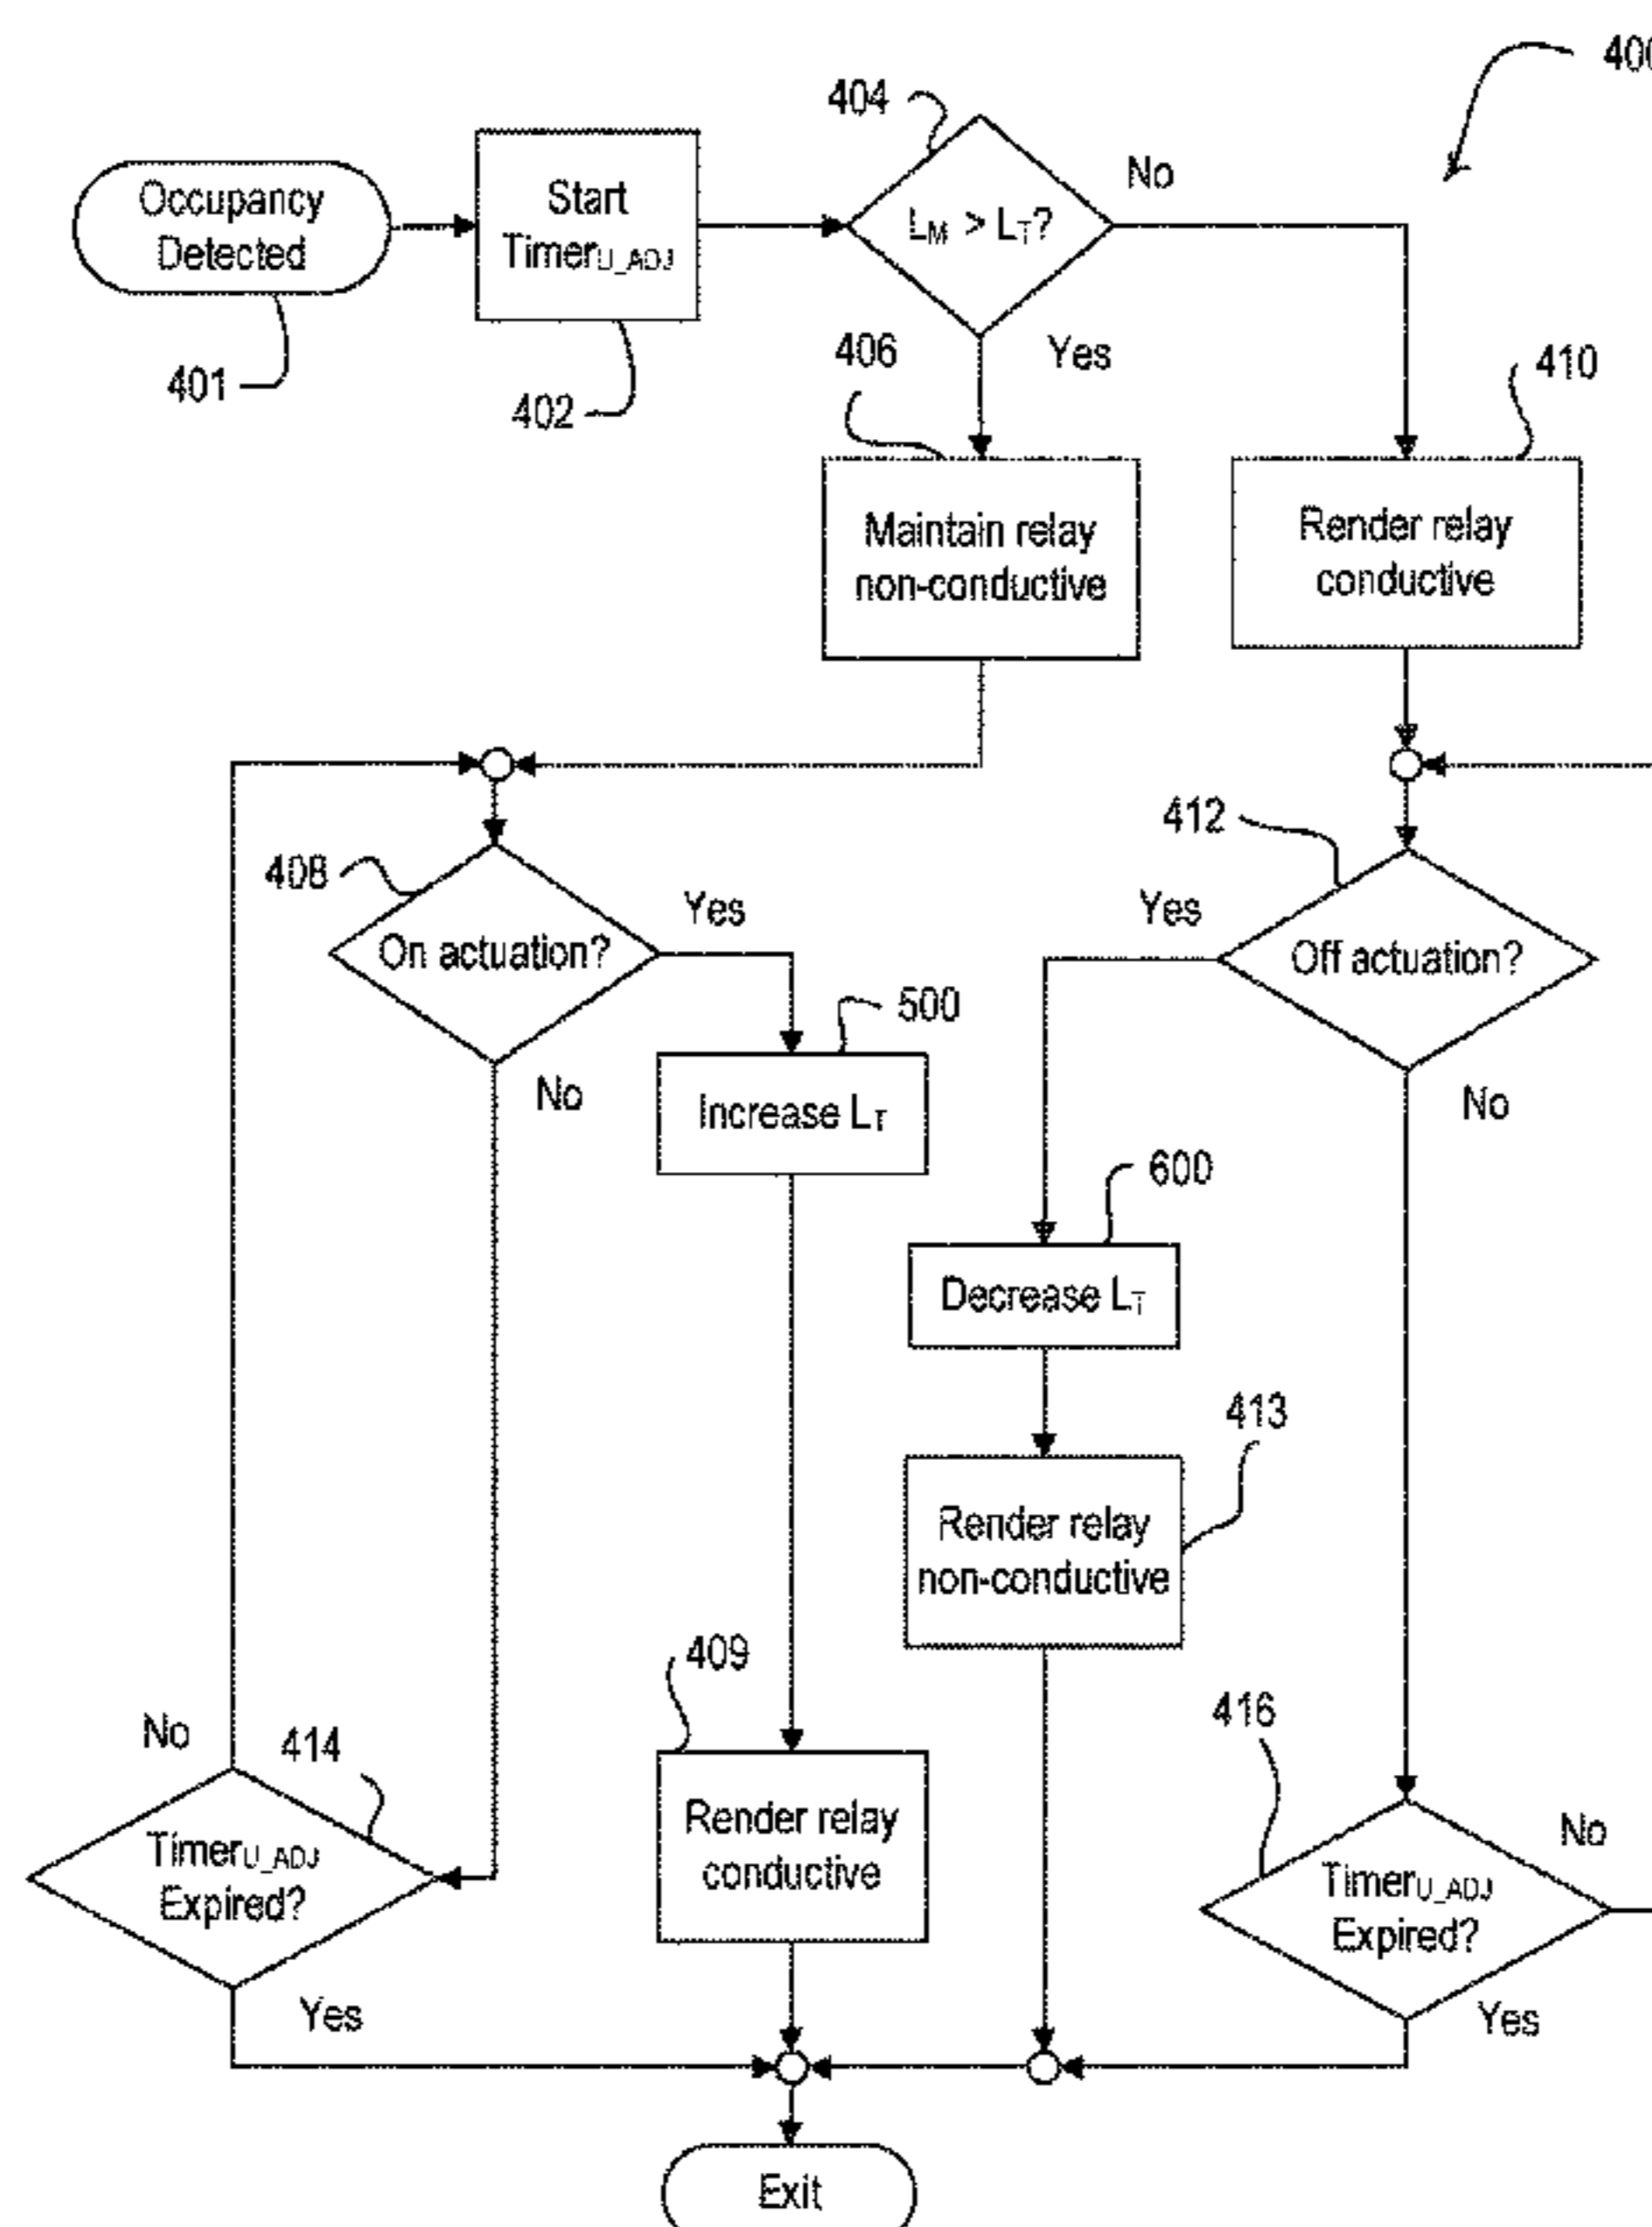 400
404
No
Occupancy
Detected
Start
TimerU_ADJ
LM > LT?
401
402
406
Yes
410
Maintain relay
non-conductive
Render relay
conductive
412
408
Yes
Yes
On actuation?
Off actuation?
500
No
No
Increase LT
600
Decrease LT
413
Render relay
non-conductive
409
416
No
414
Render relay
conductive
No
TimerU_ADJ
Expired?
TimerU_ADJ
Expired?
Yes
Yes
Exit